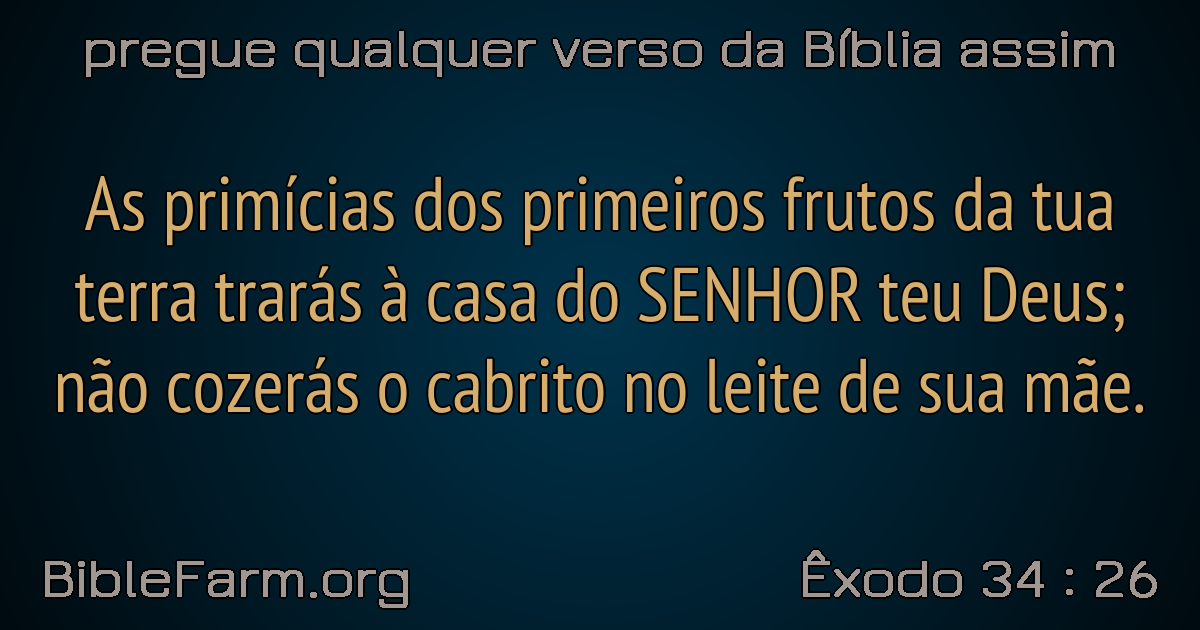 pregue qualquer verso da Bíblia assim
As primícias dos primeiros frutos da tua
terra trarás à casa do SENHOR teu Deus;
não cozerás o cabrito no leite de sua mãe.
BibleFarm.org
Êxodo 34 : 26